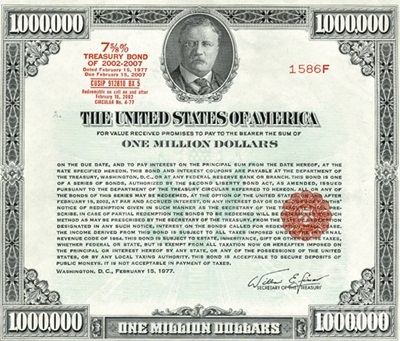 1,000,000
1,000,000
7⅝%
TREASURY BOND
OF 2002-2007
Dated February 15, 1977
Due February 15, 2007
CUSIP 912810 BX 5
Redeemable on call on and after
February 15, 2002
CIRCULAR No. 4-77
1586F
THE UNITED STATES OF AMERICA
FOR VALUE RECEIVED PROMISES TO PAY TO THE BEARER THE SUM OF
ONE MILLION DOLLARS
ON THE DUE DATE, AND TO PAY INTEREST ON THE PRINCIPAL SUM FROM THE DATE HEREOF, AT THE
RATE SPECIFIED HEREON. THIS BOND AND INTEREST COUPONS ARE PAYABLE AT THE DEPARTMENT OF
THE TREASURY, WASHINGTON, D.C., OR AT ANY FEDERAL RESERVE BANK OR BRANCH. THIS BOND IS ONE
OF A SERIES OF BONDS, AUTHORIZED BY THE SECOND LIBERTY BOND ACT, AS AMENDED, ISSUED
PURSUANT TO THE DEPARTMENT OF THE TREASURY CIRCULAR REFERRED TO HEREON. ALL OR ANY OF
THE BONDS OF THIS SERIES MAY BE REDEEMED, AT THE OPTION OF THE UNITED STATES, ON AND AFTER
FEBRUARY 15, 2002, AT PAR AND ACCRUED INTEREST, ON ANY INTEREST DAY OR DAYS, ON
NOTICE OF REDEMPTION GIVEN IN SUCH MANNER AS THE SECRETARY OF THE TREASURY SHALL PRE-
SCRIBE. IN CASE OF PARTIAL REDEMPTION THE BONDS TO BE REDEEMED WILL BE DETERMINED BY SUCH
METHOD AS MAY BE PRESCRIBED BY THE SECRETARY OF THE TREASURY. FROM THE DATE OF REDEMPTION
DESIGNATED IN ANY SUCH NOTICE, INTEREST ON THE BONDS CALLED FOR REDEMPTION SHALL CEASE.
THE INCOME DERIVED FROM THIS BOND IS SUBJECT TO ALL TAXES IMPOSED UNDER THE INTERNAL
REVENUE CODE OF 1954. THIS BOND IS SUBJECT TO ESTATE, INHERITANCE, GIFT OR OTHER EXCISE TAXES,
WHETHER FEDERAL OR STATE, BUT IS EXEMPT FROM ALL TAXATION NOW OR HEREAFTER IMPOSED ON
THE PRINCIPAL OR INTEREST HEREOF BY ANY STATE, OR ANY OF THE POSSESSIONS OF THE UNITED
STATES, OR BY ANY LOCAL TAXING AUTHORITY. THIS BOND IS ACCEPTABLE TO SECURE DEPOSITS OF
PUBLIC MONEYS. IT IS NOT ACCEPTABLE IN PAYMENT OF TAXES.
WASHINGTON, D.C., FEBRUARY 15, 1977.
SECRETARY OF THE TREASURY
1,000,000
ONE MILLION DOLLARS
1,000,000